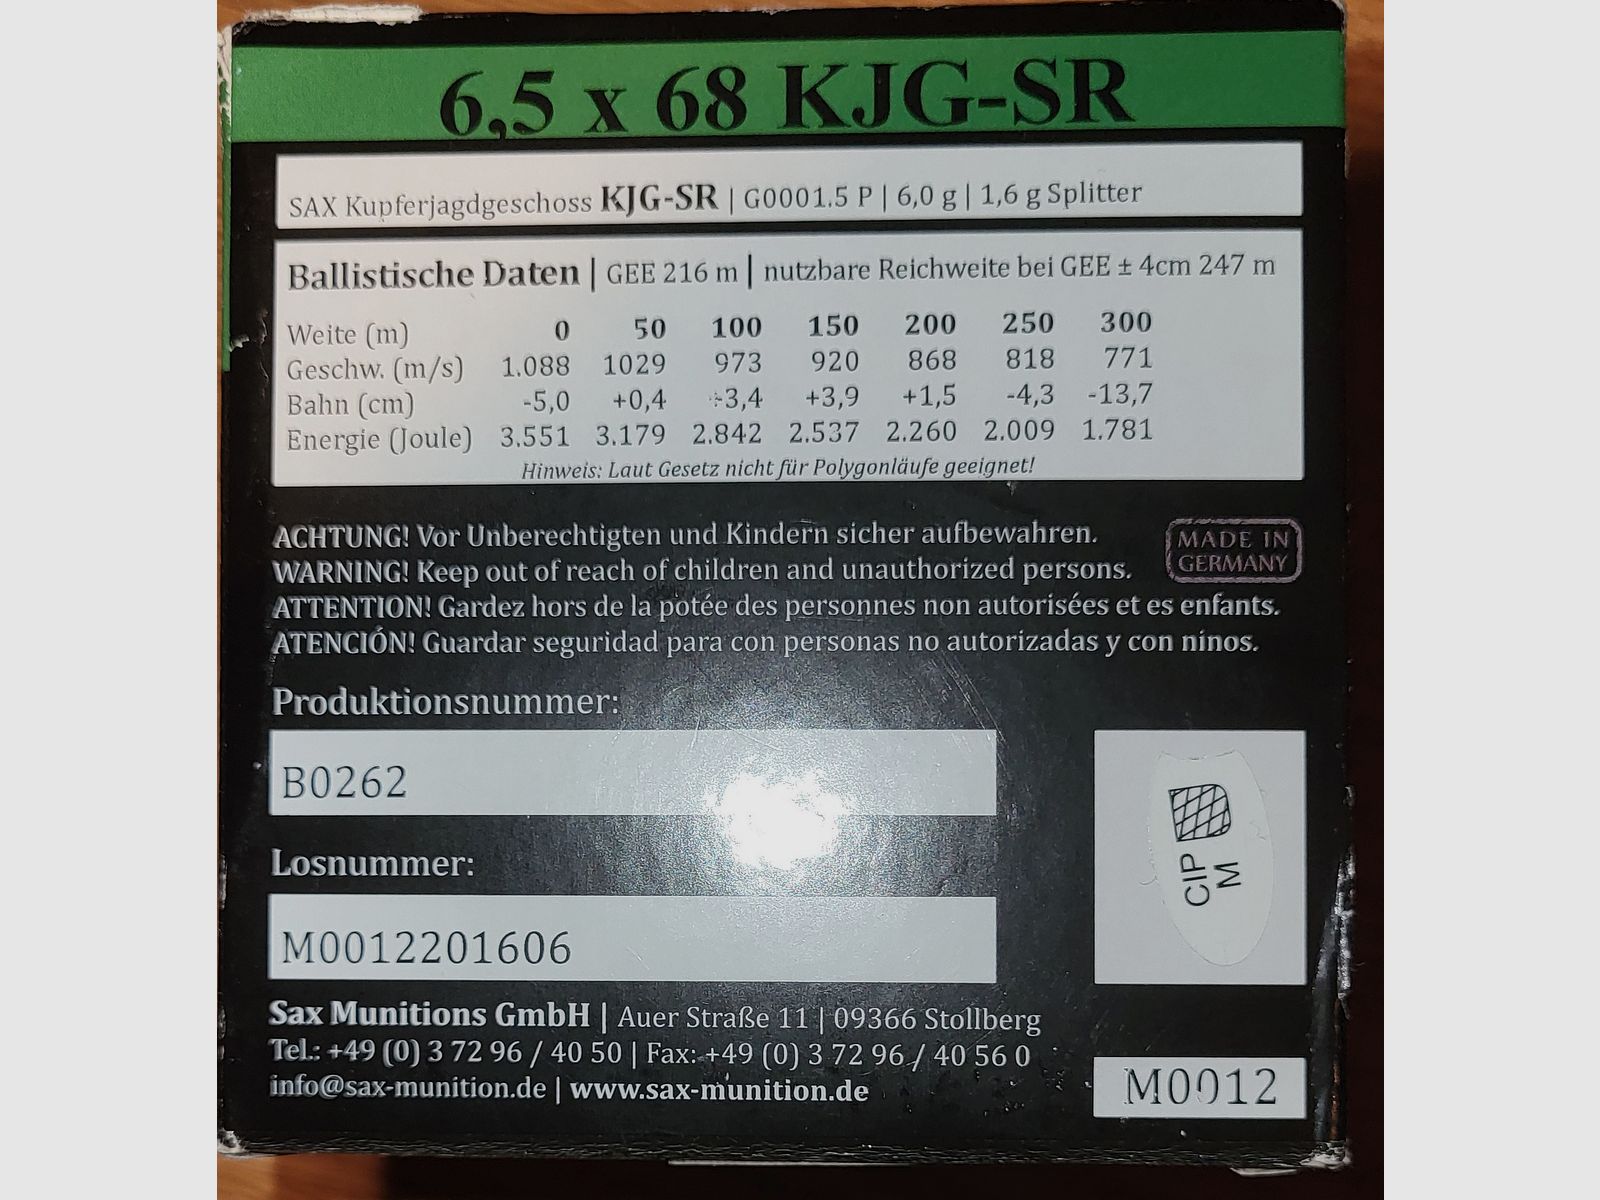 6,5 x 68 KJG-SR
SAX Kupferjagdgeschoss KJG-SR | G0001.5 P | 6,0 g | 1,6 g Splitter
Ballistische Daten | GEE 216 m | nutzbare Reichweite bei GEE ± 4cm 247 m
Weite (m) 0 50 100 150 200 250 300
Geschw. (m/s) 1.088 1029 973 920 868 818 771
Bahn (cm) -5,0 +0,4 +3,4 +3,9 +1,5 -4,3 -13,7
Energie (Joule) 3.551 3.179 2.842 2.537 2.260 2.009 1.781
Hinweis: Laut Gesetz nicht für Polygonläufe geeignet!
ACHTUNG! Vor Unberechtigten und Kindern sicher aufbewahren.
WARNING! Keep out of reach of children and unauthorized persons.
ATTENTION! Gardez hors de la potée des personnes non autorisées et es enfants.
ATENCIÓN! Guardar seguridad para con personas no autorizadas y con ninos.
MADE IN
GERMANY
Produktionsnummer:
B0262
Losnummer:
M0012201606
CIP
M
Sax Munitions GmbH | Auer Straße 11 | 09366 Stollberg
Tel.: +49 (0) 3 72 96 / 40 50 | Fax: +49 (0) 3 72 96 / 40 56 0
info@sax-munition.de | www.sax-munition.de
M0012